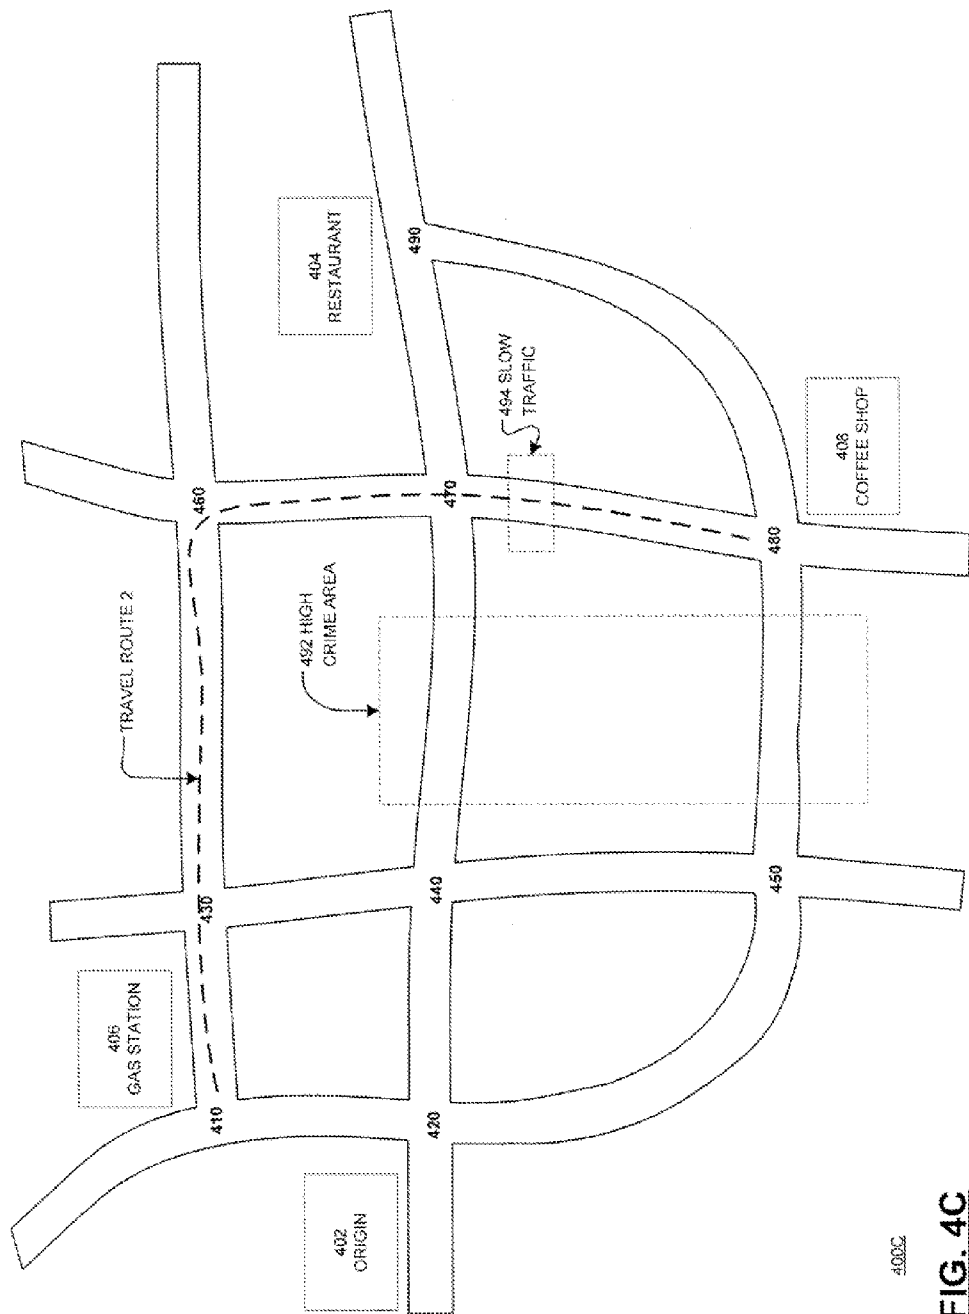 406
GAS STATION
TRAVEL ROUTE 2
410
430
460
402
ORIGIN
492 HIGH
CRIME AREA
404
RESTAURANT
420
440
470
490
494 SLOW
TRAFFIC
450
480
408
COFFEE SHOP
400C
FIG. 4C